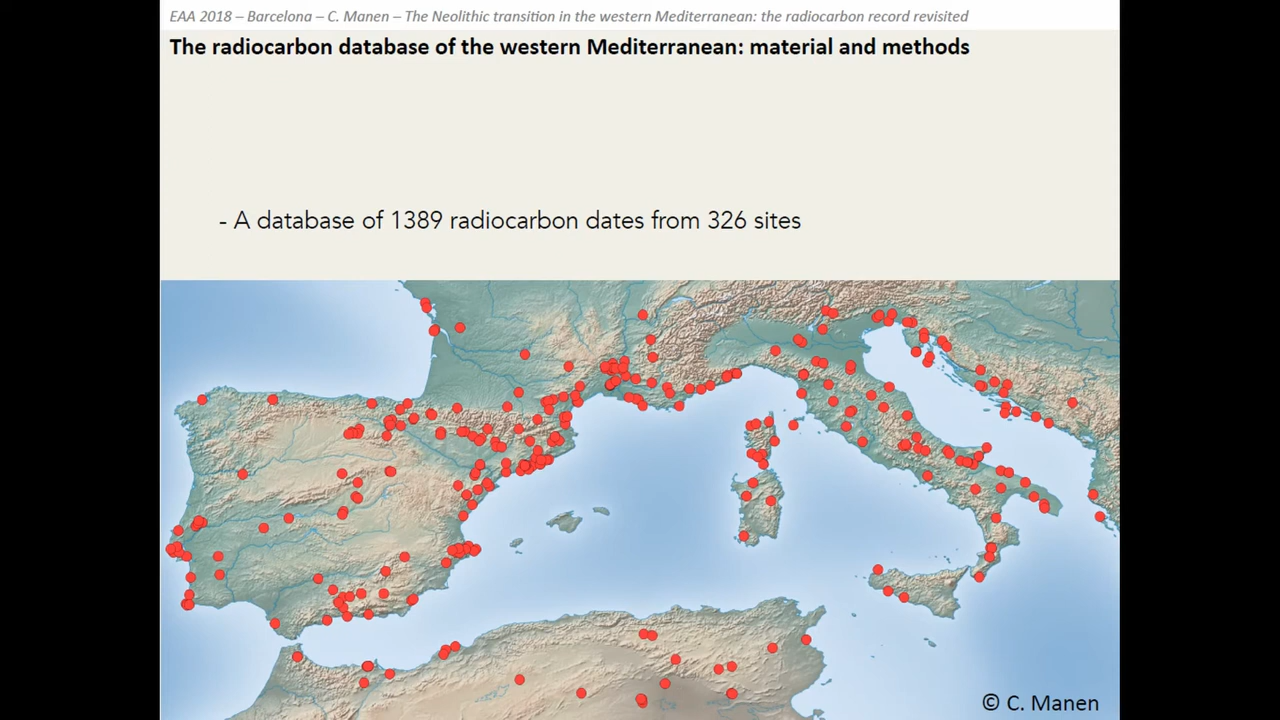 EAA 2018 – Barcelona – C. Manen – The Neolithic transition in the western Mediterranean: the radiocarbon record revisited
The radiocarbon database of the western Mediterranean: material and methods
- A database of 1389 radiocarbon dates from 326 sites
© C. Manen